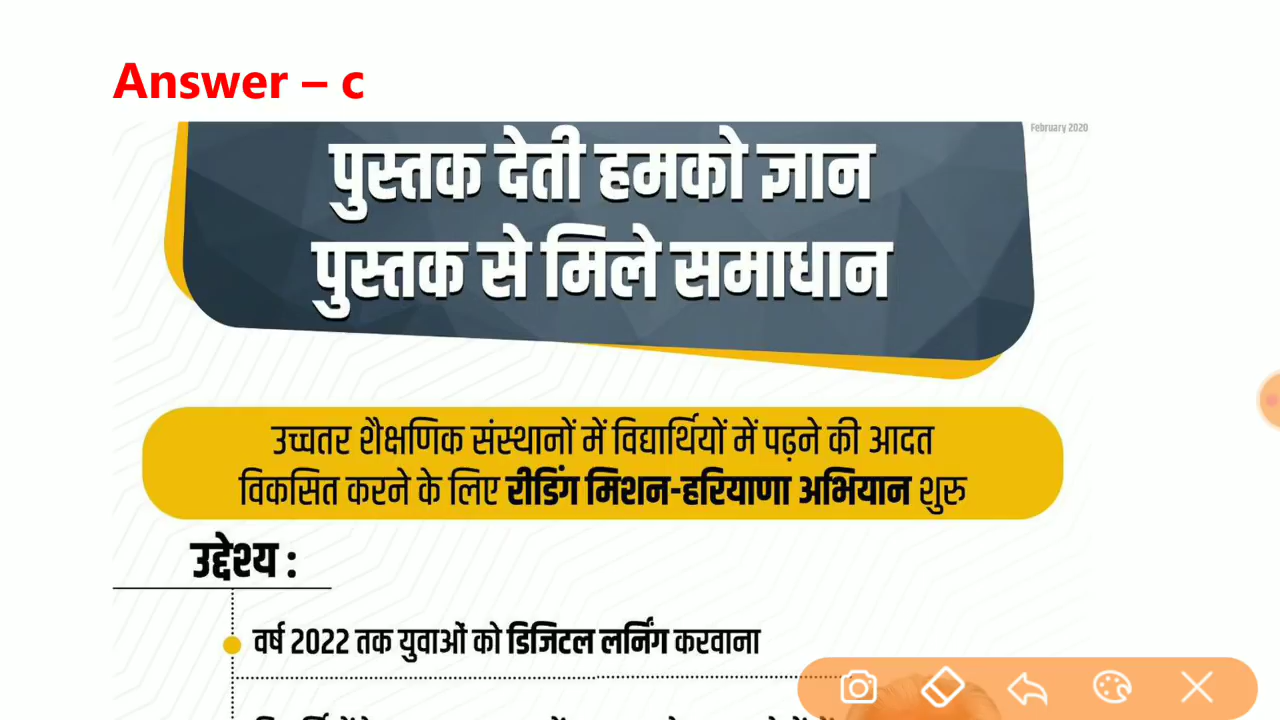 Answer – c
February 2020
पुस्तक देती हमको ज्ञान
पुस्तक से मिले समाधान
उच्चतर शैक्षणिक संस्थानों में विद्यार्थियों में पढ़ने की आदत
विकसित करने के लिए रीडिंग मिशन-हरियाणा अभियान शुरु
उद्देश्य :
वर्ष 2022 तक युवाओं को डिजिटल लर्निंग करवाना